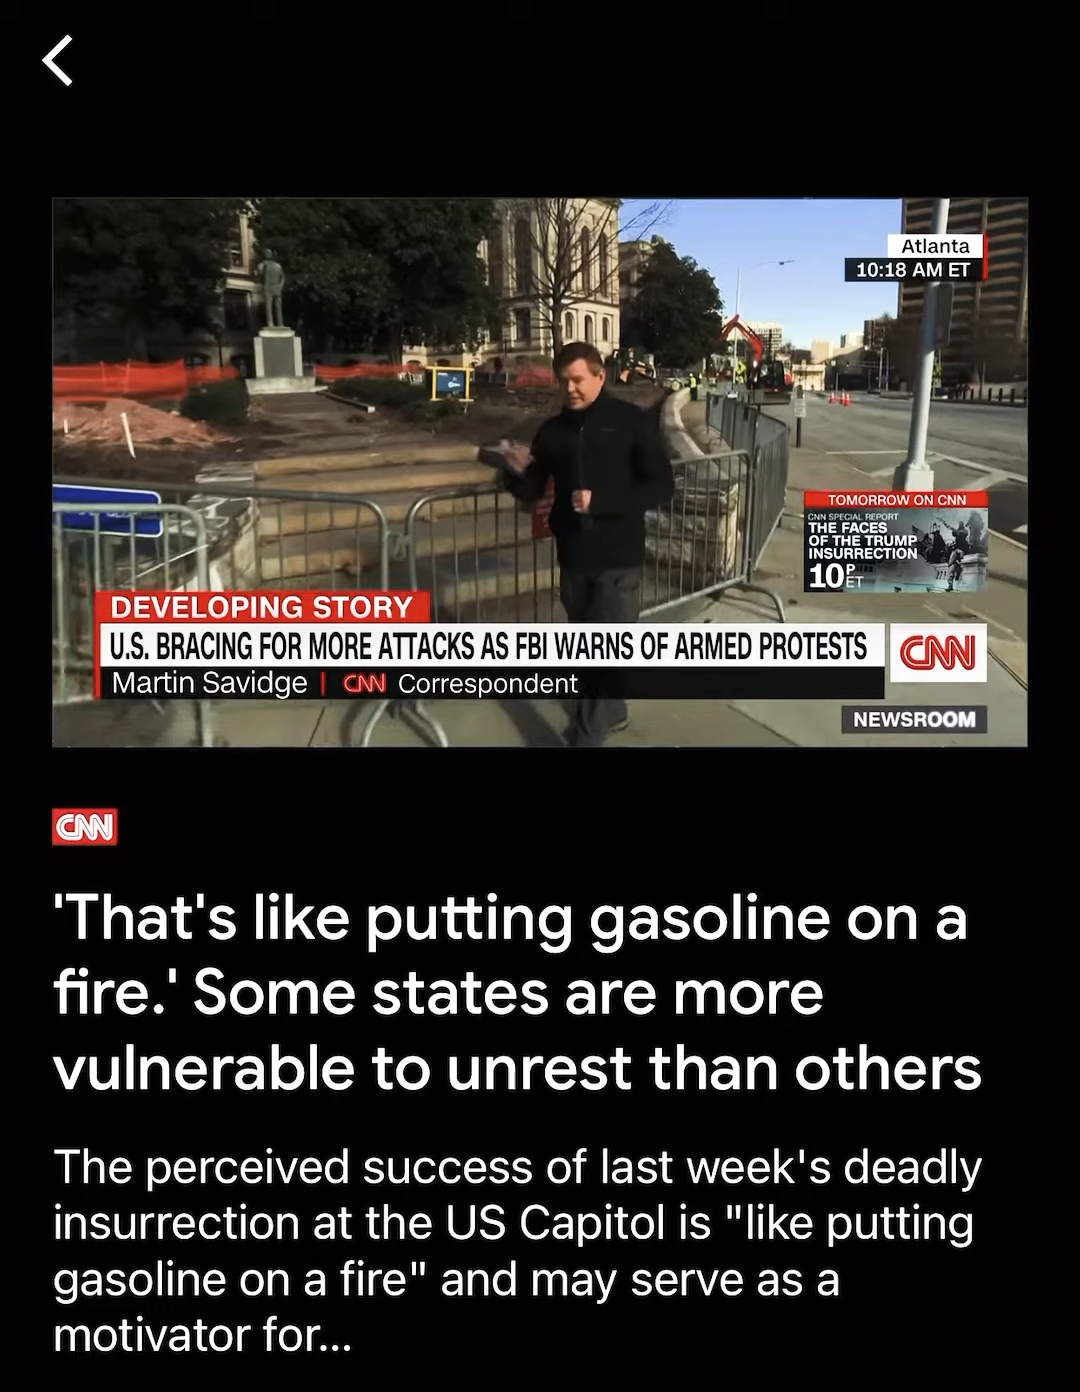 Atlanta
10:18 AM ET
TOMORROW ON CNN
CNN SPECIAL REPORT
THE FACES
OF THE TRUMP
INSURRECTION
10 P ET
DEVELOPING STORY
U.S. BRACING FOR MORE ATTACKS AS FBI WARNS OF ARMED PROTESTS
CNN
Martin Savidge | CNN Correspondent
NEWSROOM
CNN
'That's like putting gasoline on a
fire.' Some states are more
vulnerable to unrest than others
The perceived success of last week's deadly
insurrection at the US Capitol is "like putting
gasoline on a fire" and may serve as a
motivator for...